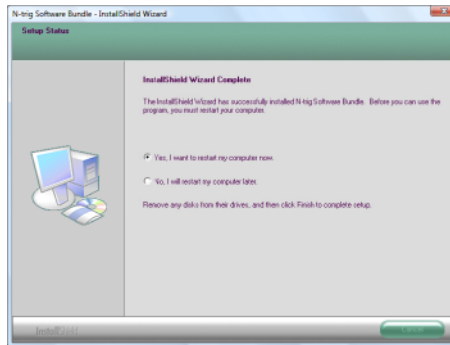 N-trig Software Bundle - InstallShield Wizard
Setup Status
InstallShield Wizard Complete
The InstallShield Wizard has successfully installed N-trig Software Bundle. Before you can use the
program, you must restart your computer.
Yes, I want to restart my computer now.
No, I will restart my computer later.
Remove any disks from their drives, and then click Finish to complete setup.
InstallShield